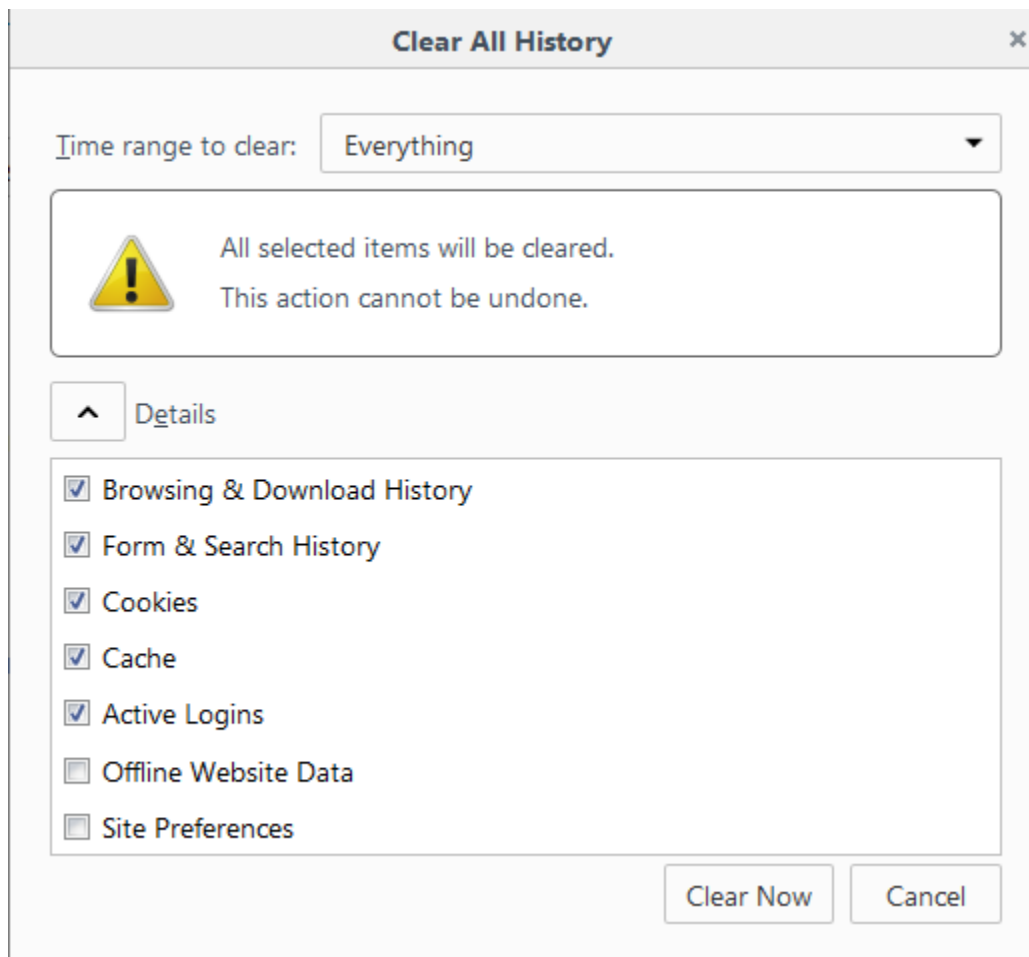 Clear All History
Time range to clear: Everything
All selected items will be cleared.
This action cannot be undone.
Details
Browsing & Download History
Form & Search History
Cookies
Cache
Active Logins
Offline Website Data
Site Preferences
Clear Now Cancel